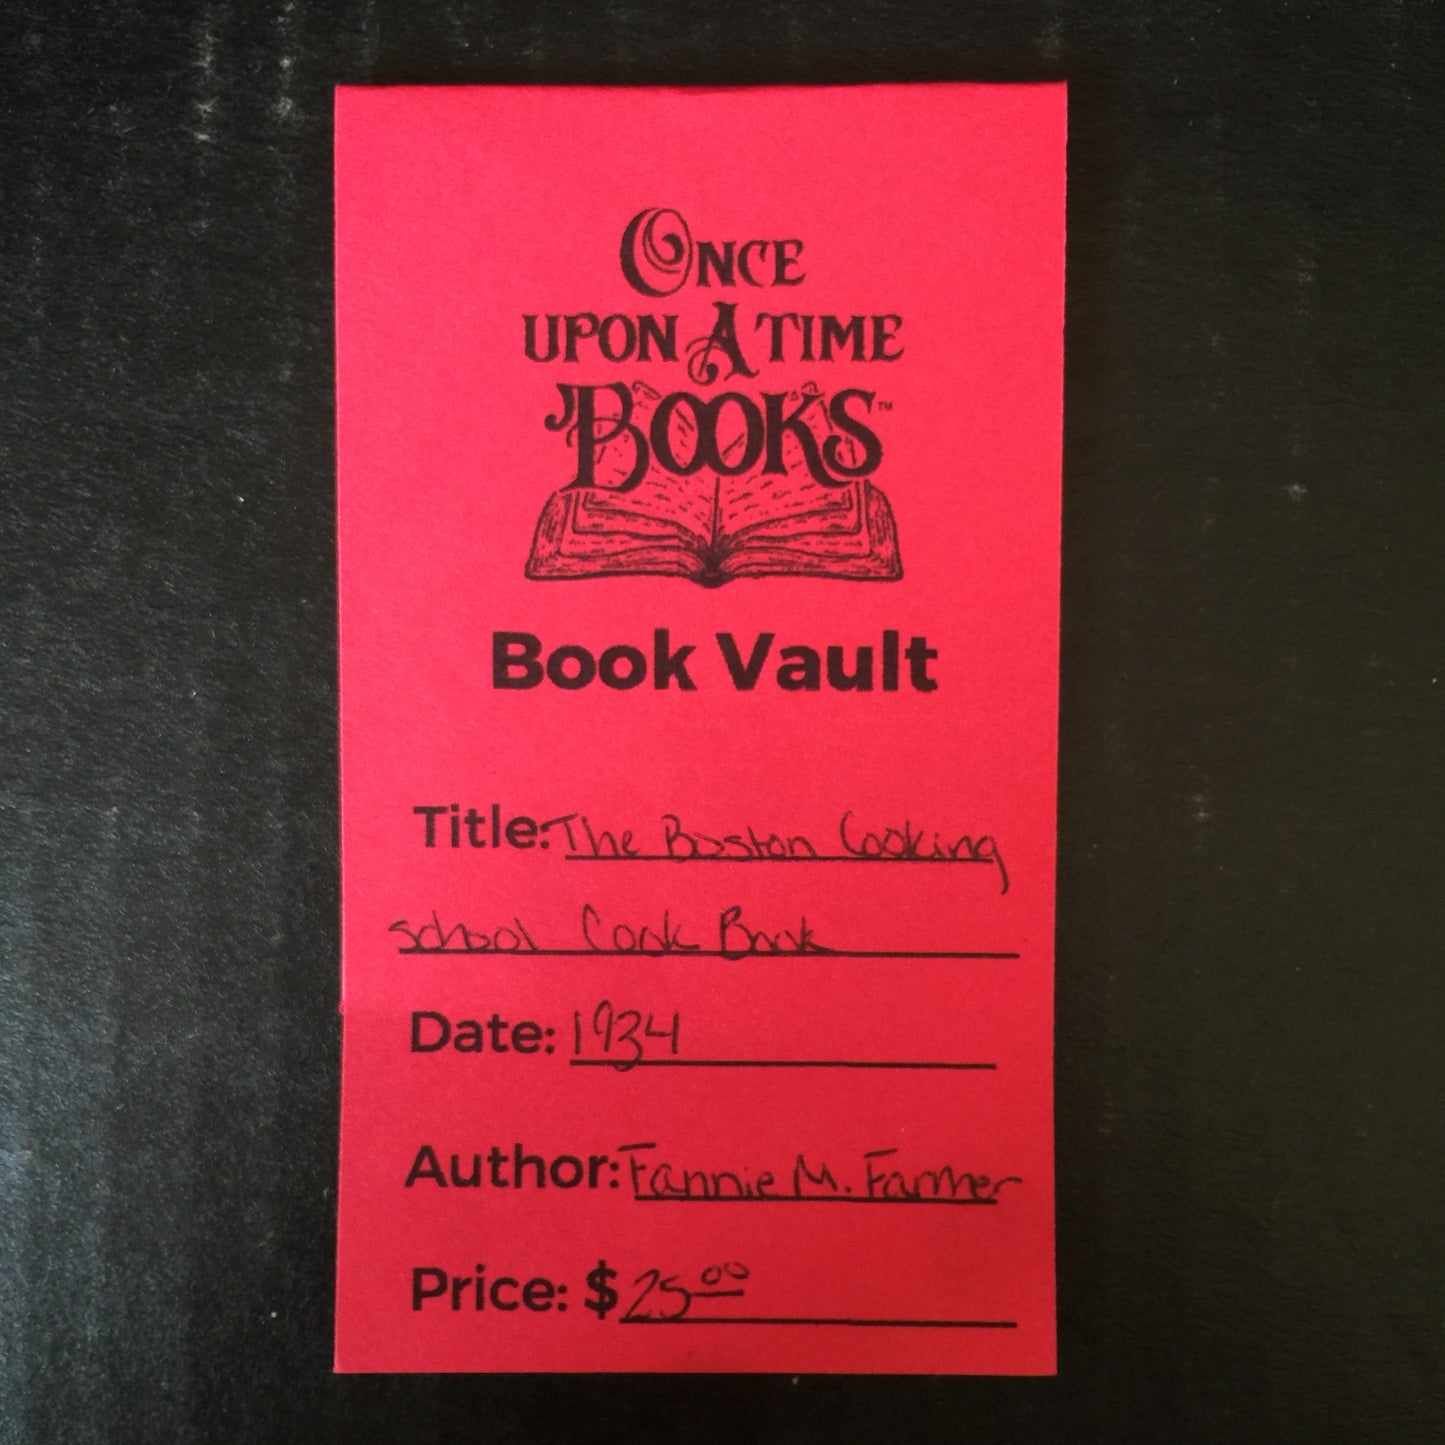 ONCE
UPON A TIME
BOOKS™
Book Vault
Title: The Boston Cooking
school Cook Book
Date: 1934
Author: Fannie M. Farmer
Price: $25.00